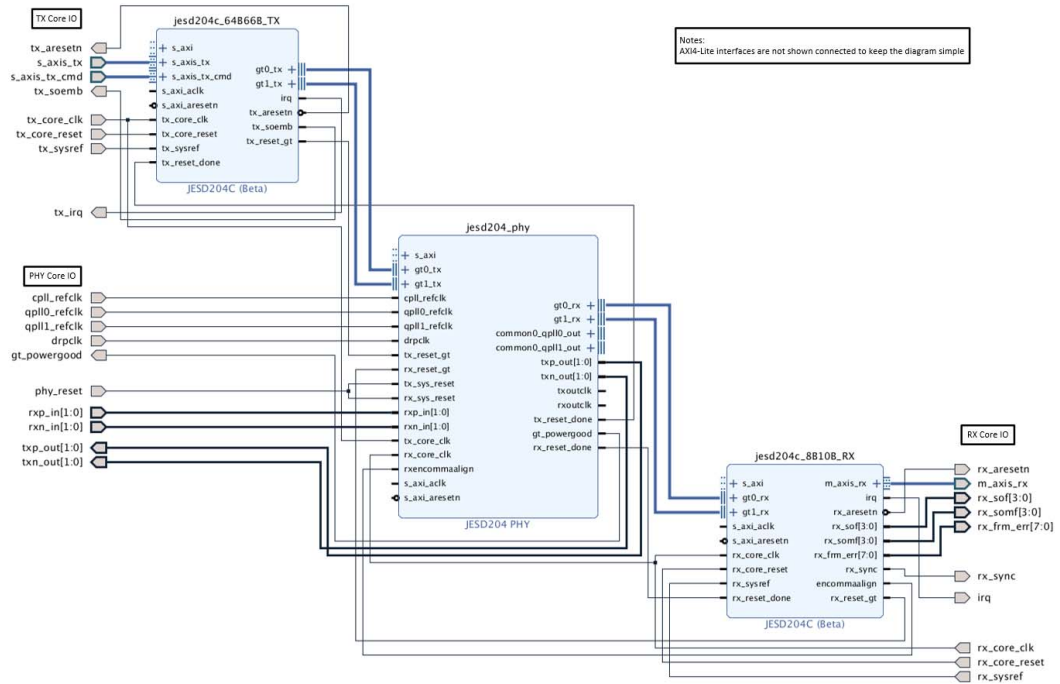 TX Core IO
tx_aresetn
s_axis_tx
s_axis_tx_cmd
tx_soemb
tx_core_clk
tx_core_reset
tx_sysref
tx_irq
jesd204c_64B66B_TX
s_axi
s_axis_tx
s_axis_tx_cmd
s_axi_aclk
s_axi_aresetn
tx_core_clk
tx_core_reset
tx_sysref
tx_reset_done
gt0_tx
gt1_tx
irq
tx_aresetn
tx_soemb
tx_reset_gt
JESD204C (Beta)
Notes:
AXI4-Lite interfaces are not shown connected to keep the diagram simple
PHY Core IO
cpll_refclk
qpll0_refclk
qpll1_refclk
drpclk
gt_powergood
phy_reset
rxp_in[1:0]
rxn_in[1:0]
txp_out[1:0]
txn_out[1:0]
jesd204_phy
s_axi
gt0_tx
gt1_tx
cpll_refclk
qpll0_refclk
qpll1_refclk
drpclk
tx_reset_gt
rx_reset_gt
tx_sys_reset
rx_sys_reset
rxp_in[1:0]
rxn_in[1:0]
tx_core_clk
rx_core_clk
rxencommaalign
s_axi_aclk
s_axi_aresetn
gt0_rx
gt1_rx
common0_qpll0_out
common0_qpll1_out
txp_out[1:0]
txn_out[1:0]
txoutclk
rxoutclk
tx_reset_done
gt_powergood
rx_reset_done
JESD204 PHY
jesd204c_8B10B_RX
s_axi
gt0_rx
gt1_rx
s_axi_aclk
s_axi_aresetn
rx_core_clk
rx_core_reset
rx_sysref
rx_reset_done
m_axis_rx
irq
rx_aresetn
rx_sof[3:0]
rx_somf[3:0]
rx_frm_err[7:0]
rx_sync
encommaalign
rx_reset_gt
JESD204C (Beta)
RX Core IO
rx_aresetn
m_axis_rx
rx_sof[3:0]
rx_somf[3:0]
rx_frm_err[7:0]
rx_sync
irq
rx_core_clk
rx_core_reset
rx_sysref